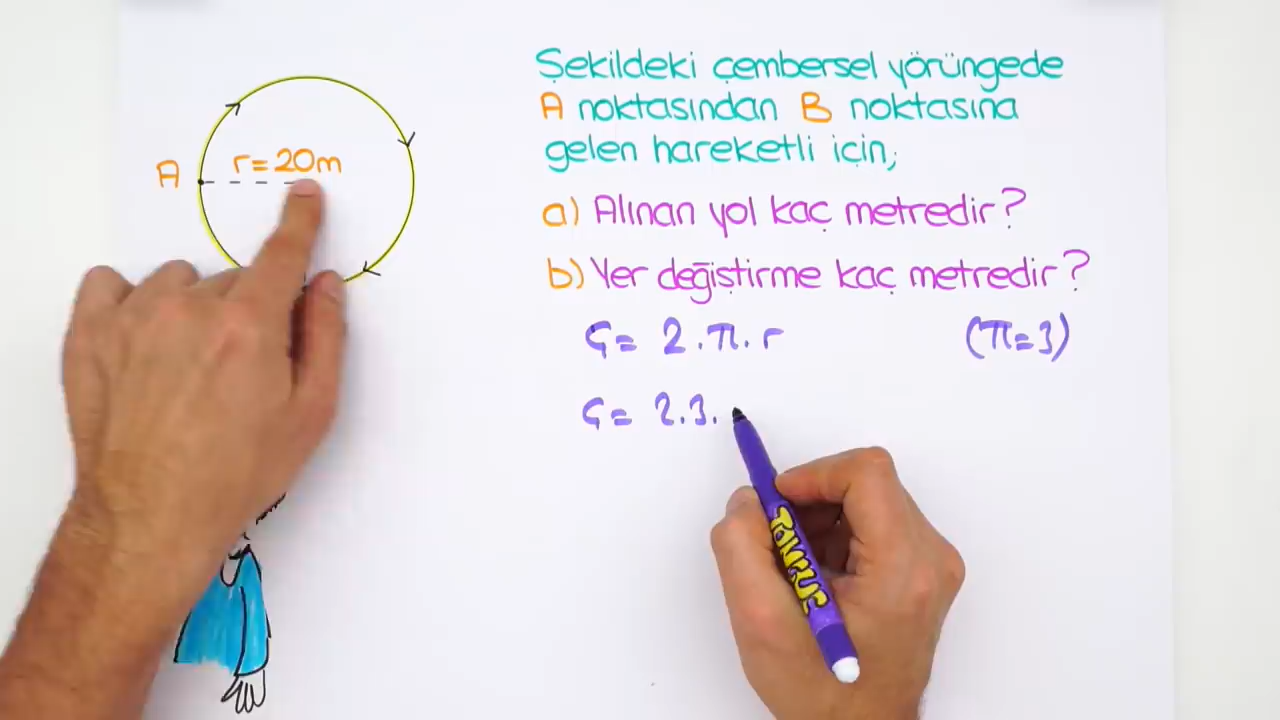 A
r=20m
Şekildeki çembersel yörüngede
A noktasından B noktasına
gelen hareketli için;
a) Alınan yol kaç metredir?
b) Yer değiştirme kaç metredir?
Ç= 2.π.r (π=3)
Ç= 2.3.